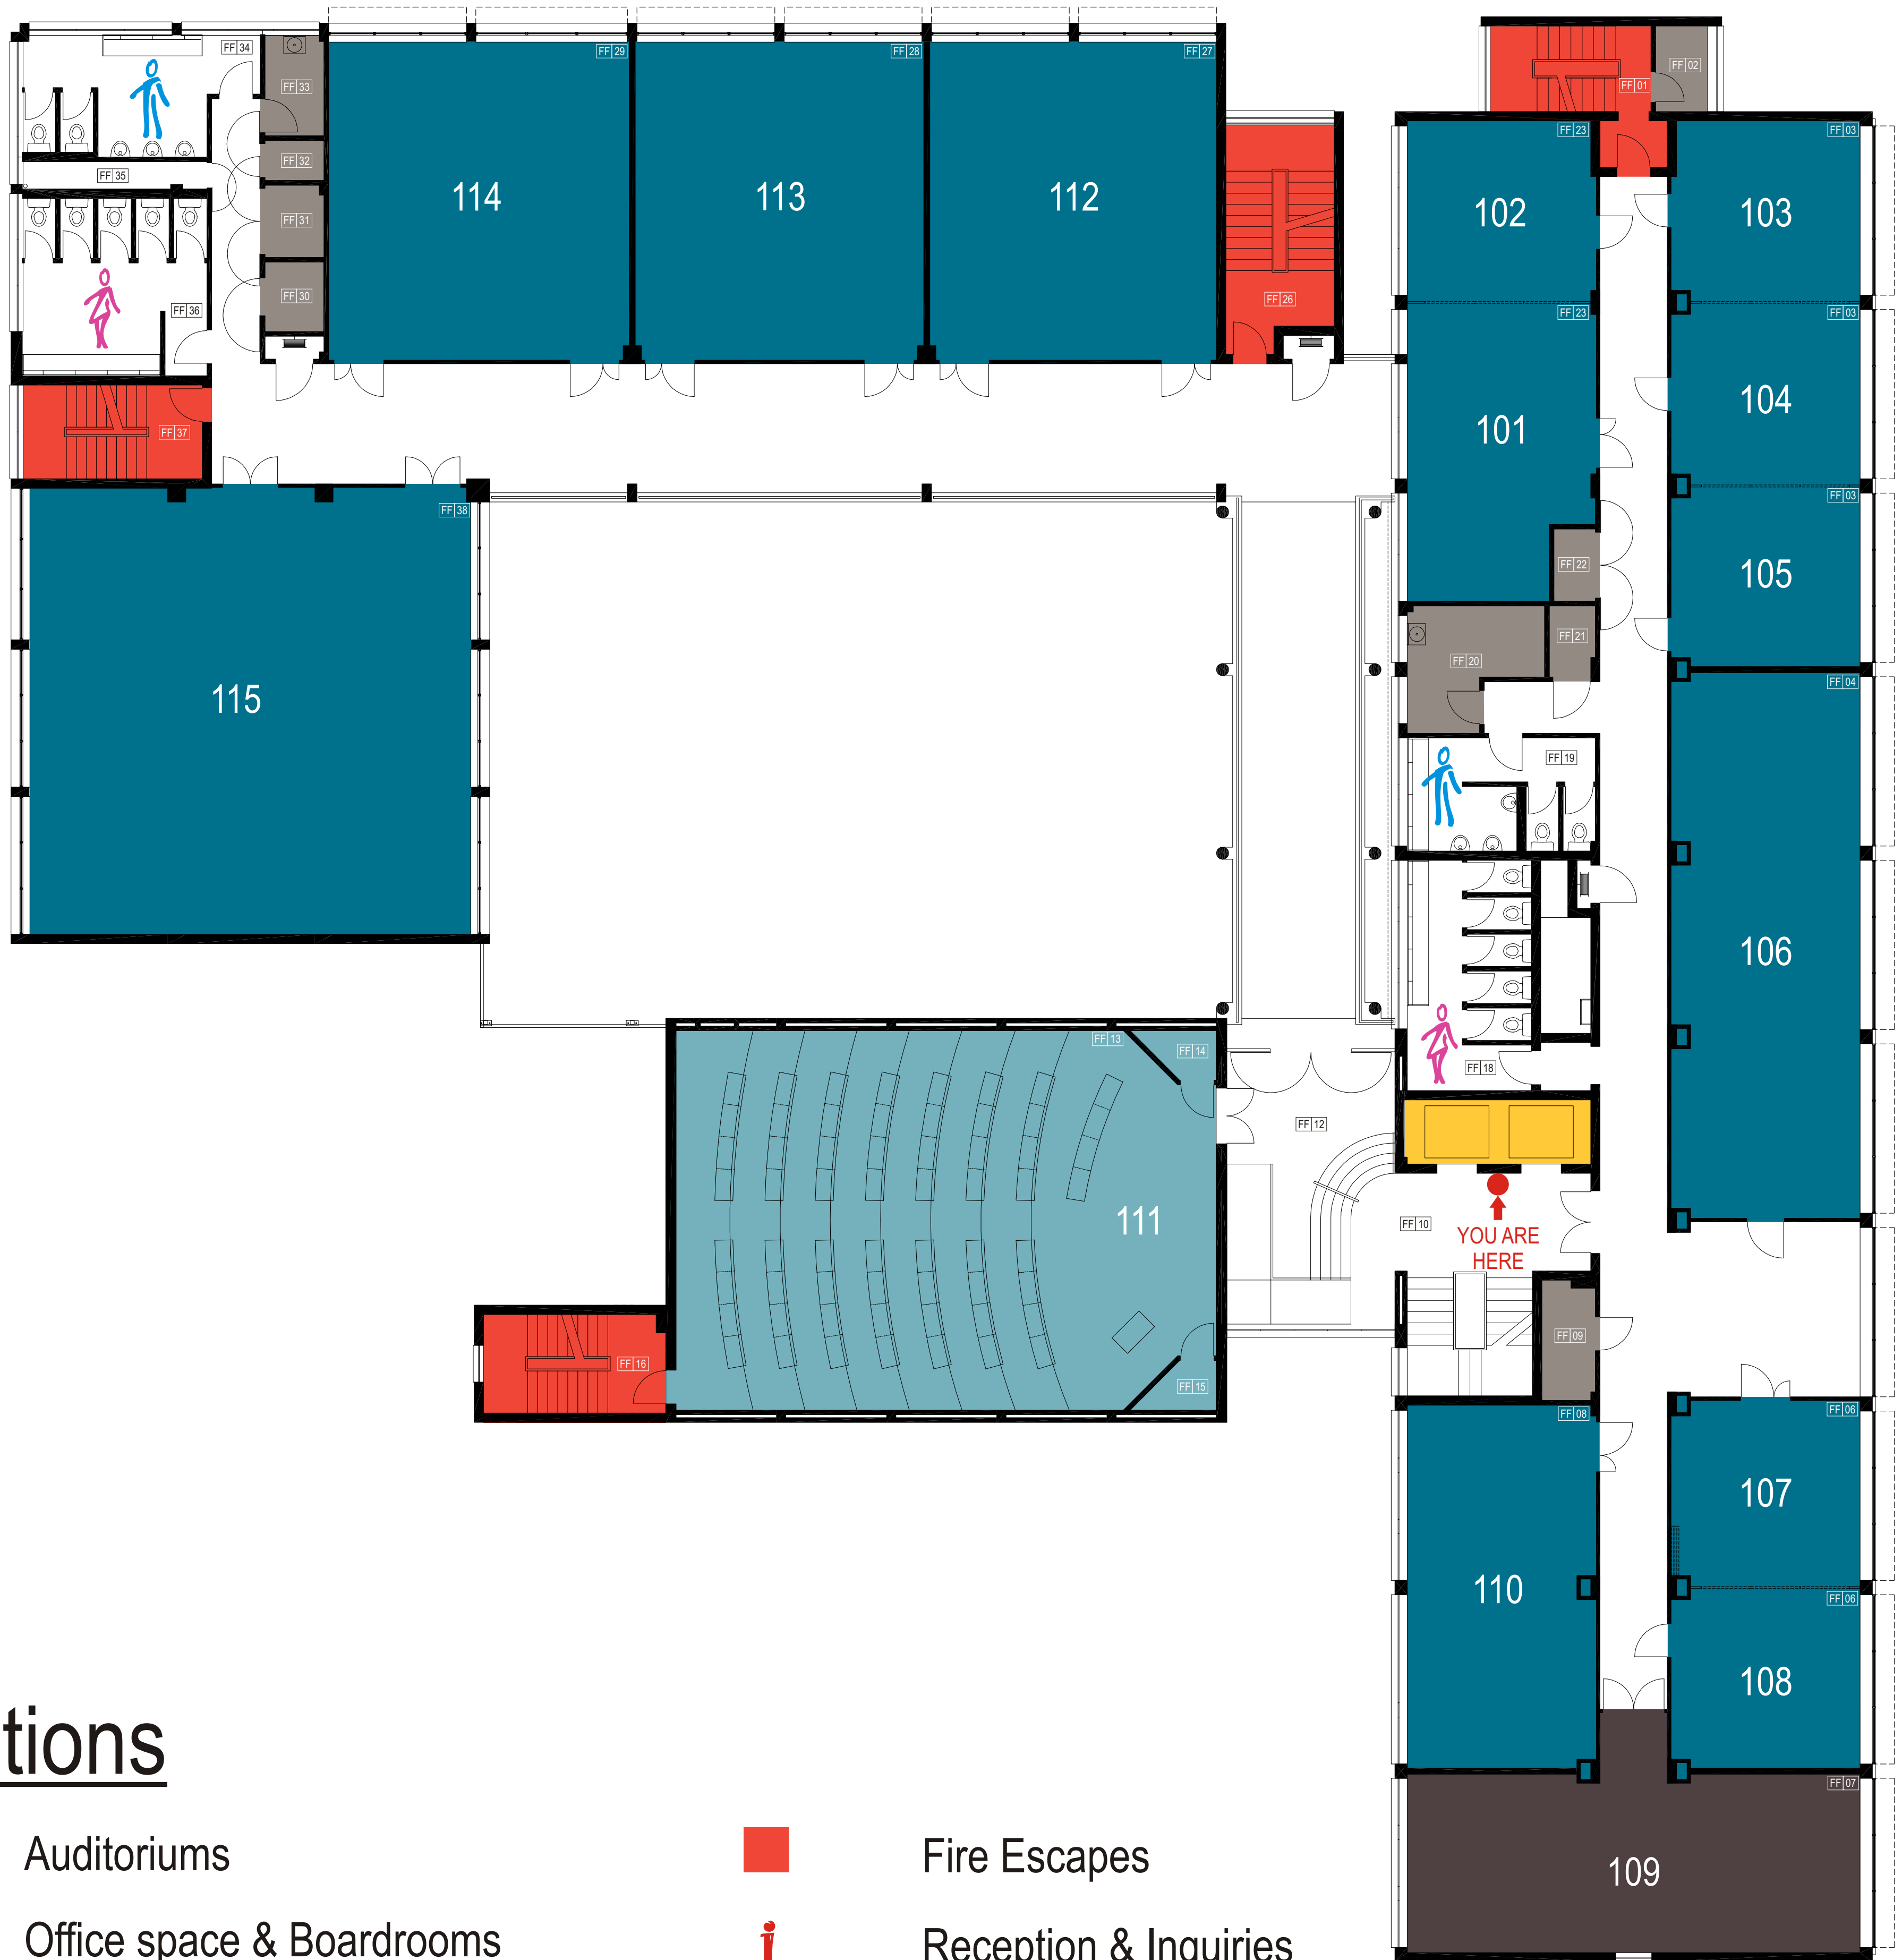 FF 34
FF 29
FF 28
FF 27
FF 02
FF 01
FF 33
FF 23
FF 03
FF 32
FF 35
114
113
112
102
103
FF 31
FF 30
FF 26
FF 36
FF 23
FF 03
104
101
FF 37
FF 38
FF 03
FF 22
105
FF 21
FF 20
115
FF 04
FF 19
106
FF 13
FF 14
FF 18
FF 12
111
FF 10
YOU ARE
HERE
FF 09
FF 16
FF 15
FF 08
FF 06
107
110
FF 06
108
tions
FF 07
Auditoriums
Fire Escapes
109
Office space & Boardrooms
Reception & Inquiries